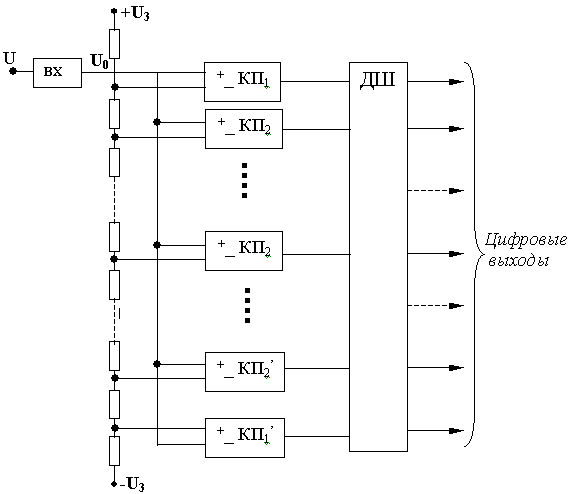 +U3
U
ВХ
U0
+
_ КП1
ДШ
+
_ КП2
+
_ КП2
Цифровые
выходы
+
_ КП2’
+
_ КП1’
-U3